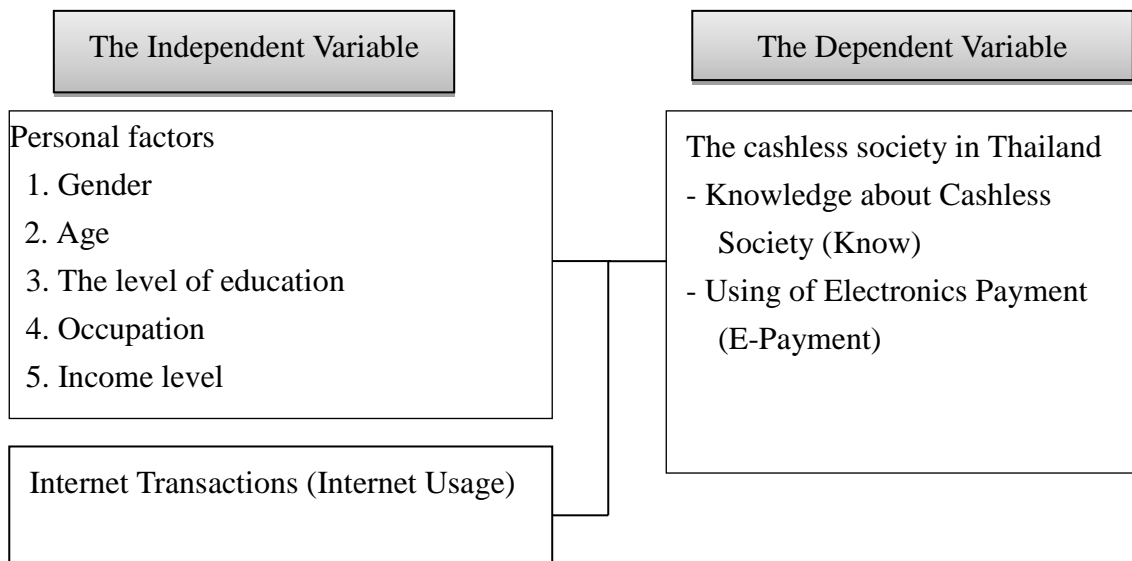 The Independent Variable
Personal factors
1. Gender
2. Age
3. The level of education
4. Occupation
5. Income level
Internet Transactions (Internet Usage)
The Dependent Variable
The cashless society in Thailand
- Knowledge about Cashless
Society (Know)
- Using of Electronics Payment
(E-Payment)